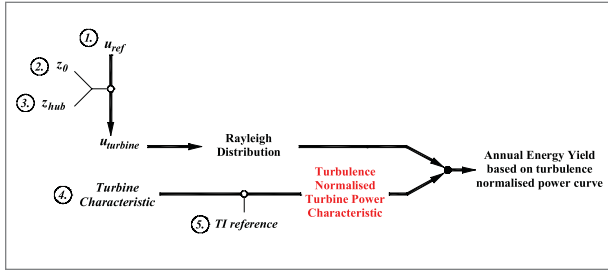 1. u_ref
2. z_0
3. z_hub
u_turbine
Rayleigh
Distribution
Annual Energy Yield
based on turbulence
normalised power curve
4. Turbine
Characteristic
Turbulence
Normalised
Turbine Power
Characteristic
5. TI reference